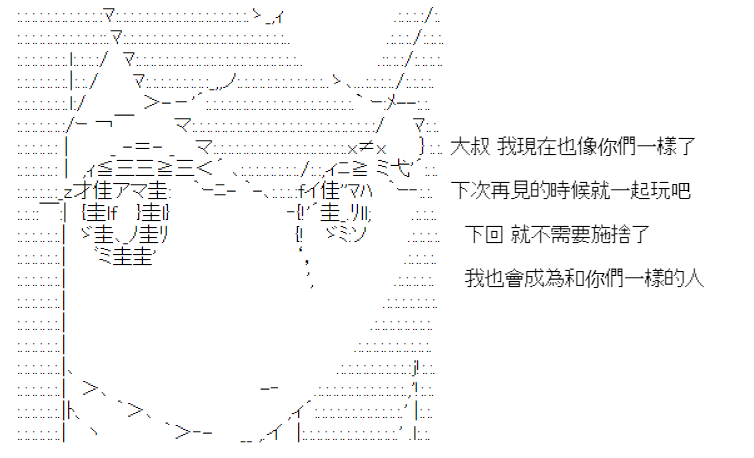 大叔 我現在也像你們一樣了
下次再見的時候就一起玩吧
下回 就不需要施捨了
我也會成為和你們一樣的人